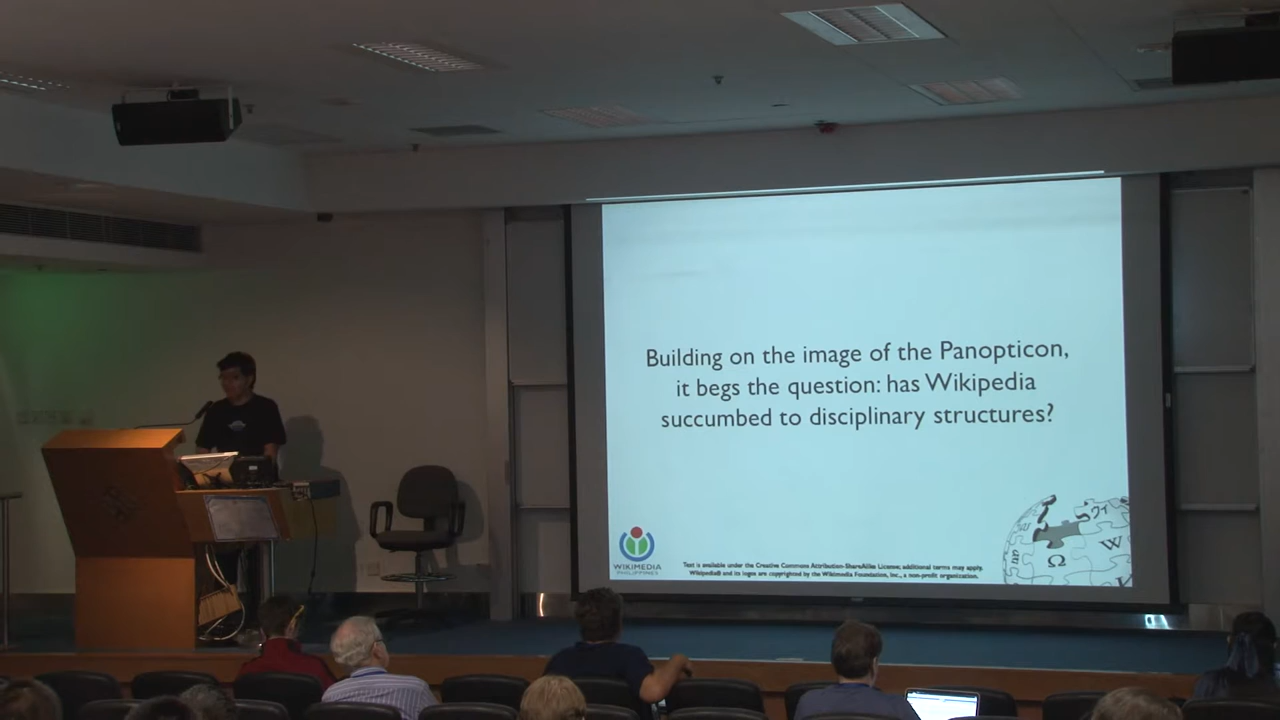 Building on the image of the Panopticon,
it begs the question: has Wikipedia
succumbed to disciplinary structures?
WIKIMEDIA
PHILIPPINES
Text is available under the Creative Commons Attribution-ShareAlike License; additional terms may apply.
Wikipedia® and its logos are copyrighted by the Wikimedia Foundation, Inc., a non-profit organization.
Ω
W